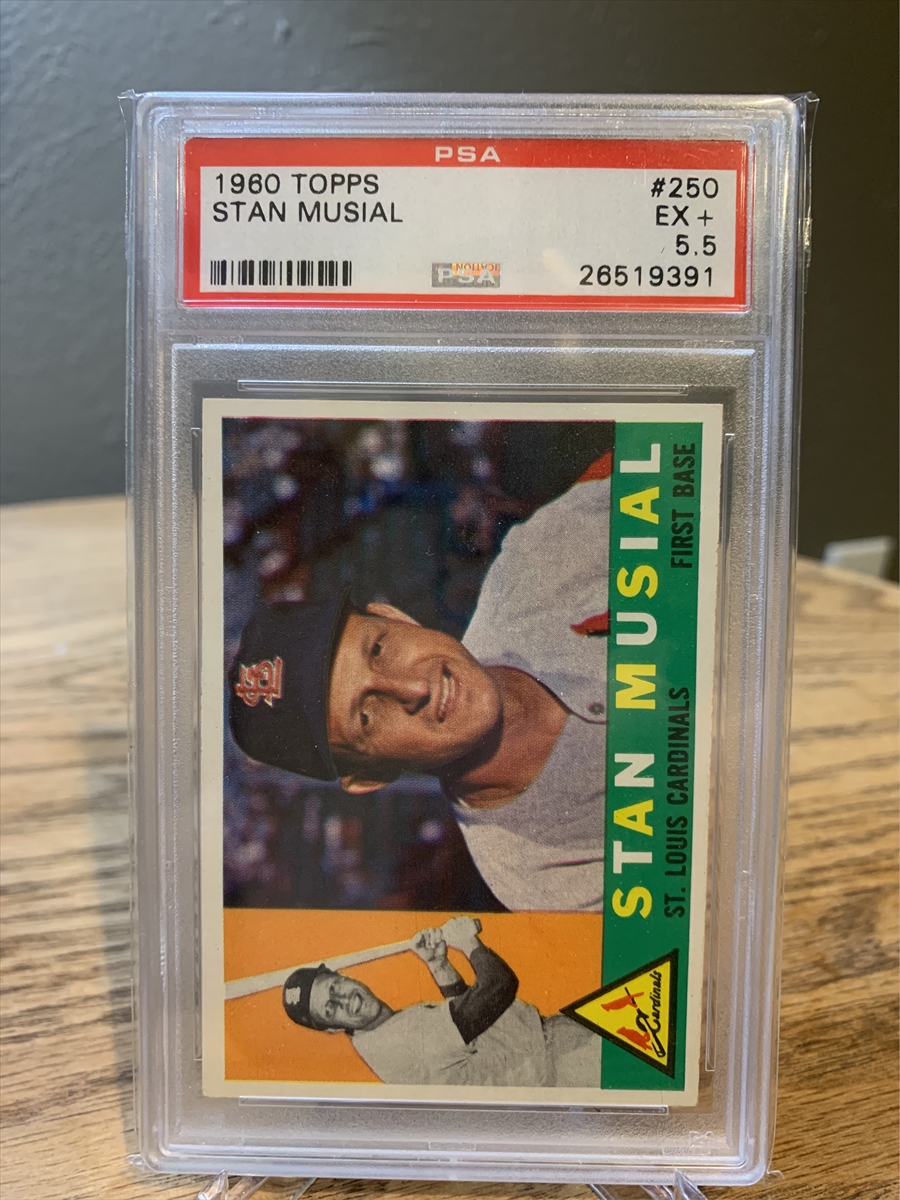 PSA
1960 TOPPS #250
STAN MUSIAL EX +
5.5
26519391
PSA
STAN MUSIAL
ST. LOUIS CARDINALS FIRST BASE
Cardinals
STL